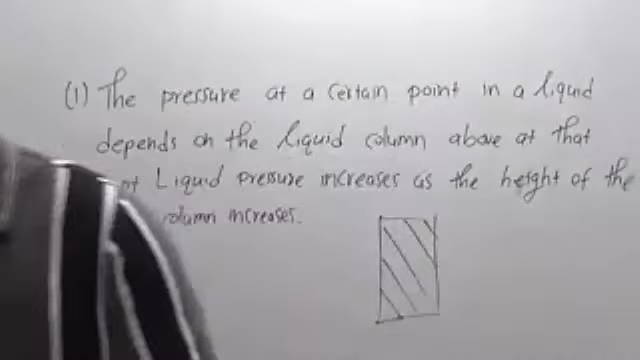 (1) The pressure at a certain point in a liquid
depends on the liquid column above at that
Liquid pressure increases as the height of the
column increases.